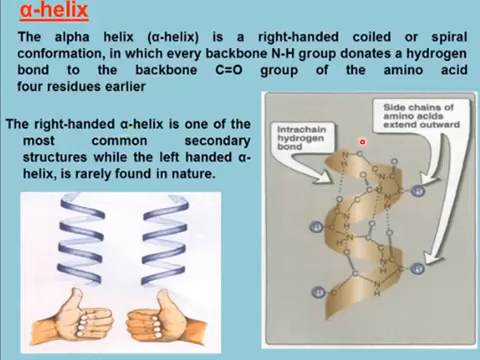 α-helix
The alpha helix (α-helix) is a right-handed coiled or spiral
conformation, in which every backbone N-H group donates a hydrogen
bond to the backbone C=O group of the amino acid
four residues earlier
The right-handed α-helix is one of the
most common secondary
structures while the left handed α-
helix, is rarely found in nature.
Intrachain
hydrogen
bond
Side chains of
amino acids
extend outward